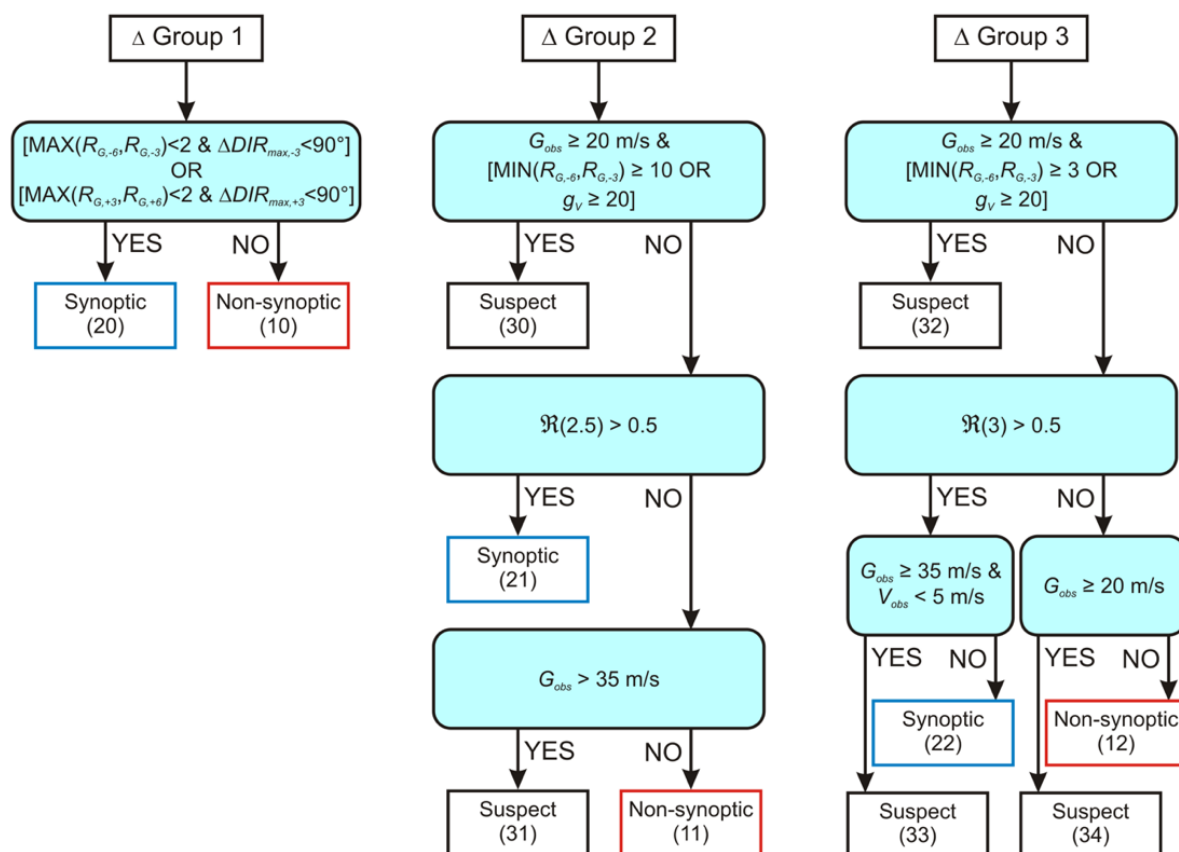 Δ Group 1
[MAX(R_G,-6,R_G,-3)<2 & ΔDIR_max,-3<90°]
OR
[MAX(R_G,+3,R_G,+6)<2 & ΔDIR_max,+3<90°]
YES
NO
Synoptic
(20)
Non-synoptic
(10)
Δ Group 2
G_obs ≥ 20 m/s &
[MIN(R_G,-6,R_G,-3) ≥ 10 OR
g_V ≥ 20]
YES
NO
Suspect
(30)
ℜ(2.5) > 0.5
YES
NO
Synoptic
(21)
G_obs > 35 m/s
YES
NO
Suspect
(31)
Non-synoptic
(11)
Δ Group 3
G_obs ≥ 20 m/s &
[MIN(R_G,-6,R_G,-3) ≥ 3 OR
g_V ≥ 20]
YES
NO
Suspect
(32)
ℜ(3) > 0.5
YES
NO
G_obs ≥ 35 m/s &
V_obs < 5 m/s
G_obs ≥ 20 m/s
YES
NO
YES
NO
Synoptic
(22)
Non-synoptic
(12)
Suspect
(33)
Suspect
(34)